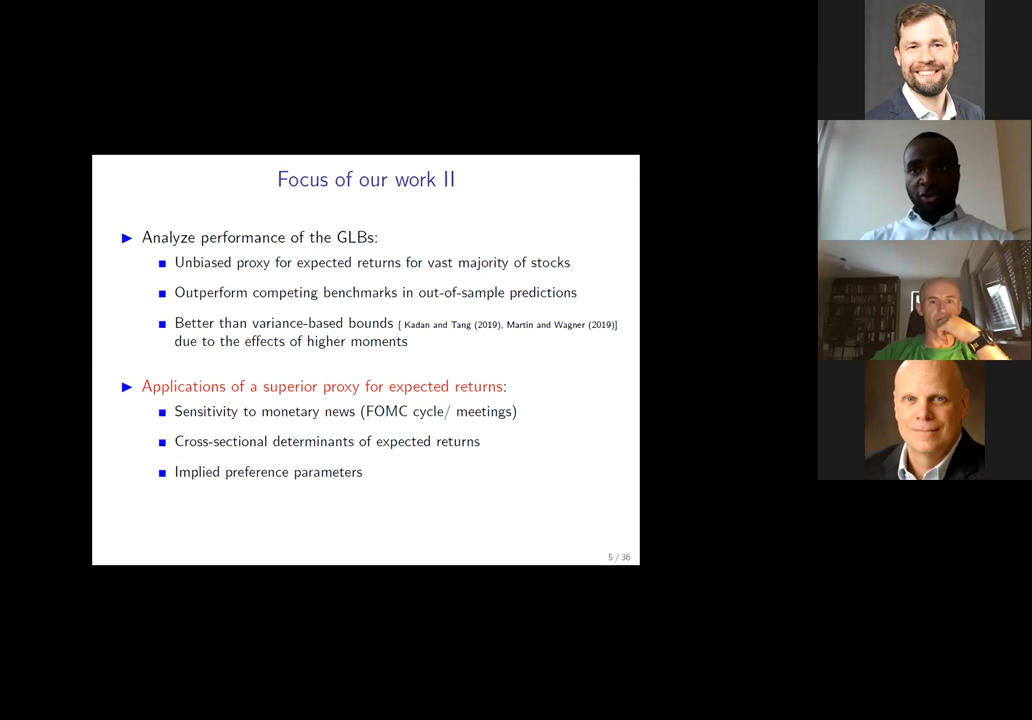 Focus of our work II
▶ Analyze performance of the GLBs:
■ Unbiased proxy for expected returns for vast majority of stocks
■ Outperform competing benchmarks in out-of-sample predictions
■ Better than variance-based bounds [ Kadan and Tang (2019), Martin and Wagner (2019)]
due to the effects of higher moments
▶ Applications of a superior proxy for expected returns:
■ Sensitivity to monetary news (FOMC cycle/ meetings)
■ Cross-sectional determinants of expected returns
■ Implied preference parameters
5 / 36